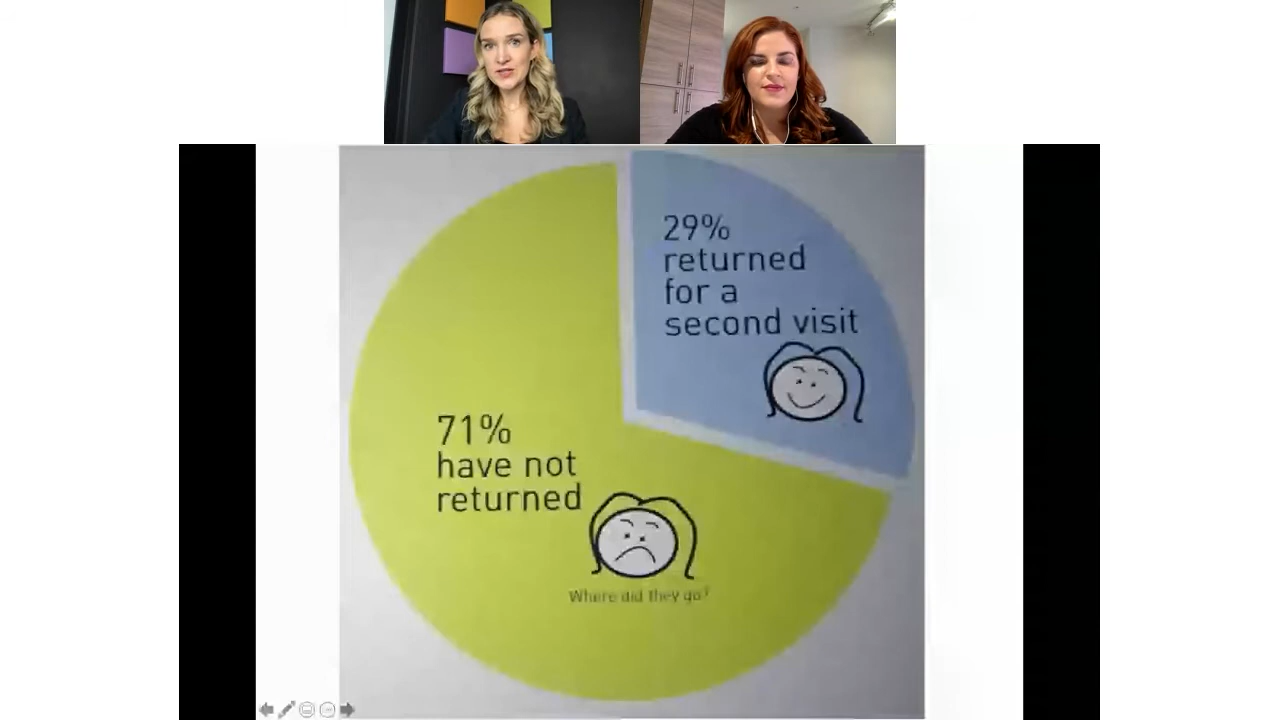 29%
returned
for a
second visit
71%
have not
returned
Where did they go?